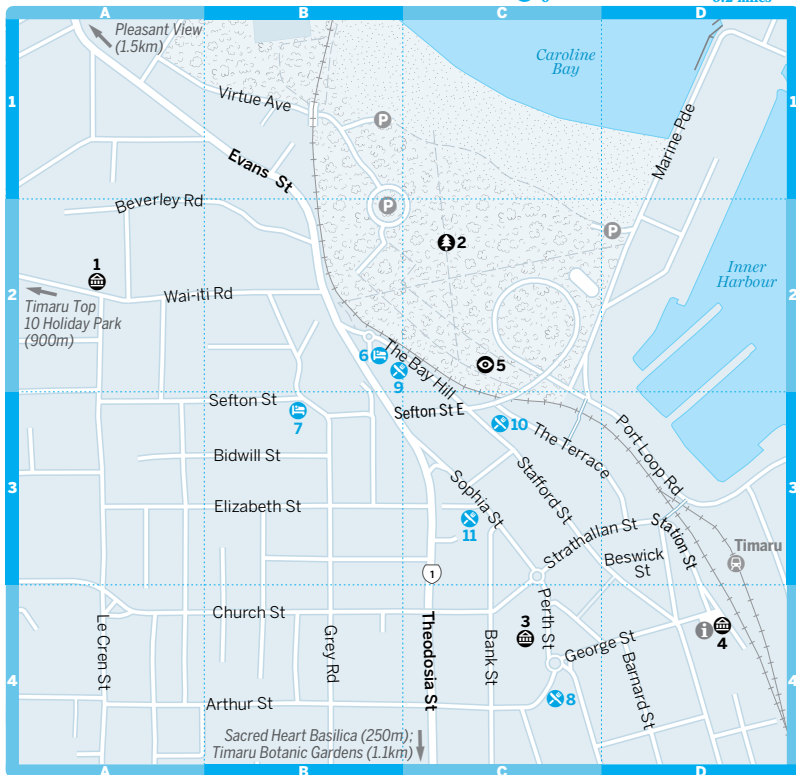 A
B
C
D
Pleasant View
(1.5km)
Caroline
Bay
1
1
Virtue Ave
P
Marine Pde
Evans St
Beverley Rd
P
P
2
1
Inner
Harbour
2
2
Wai-iti Rd
Timaru Top
10 Holiday Park
(900m)
The Bay Hill
6
9
5
Sefton St
Sefton St E
7
10
The Terrace
Port Loop Rd
Bidwill St
Sophia St
Stafford St
3
3
Elizabeth St
11
Strathallan St
Station St
Timaru
Beswick
St
1
Church St
Le Cren St
Grey Rd
Theodosia St
Bank St
3
Perth St
George St
i
4
Barnard St
4
4
Arthur St
8
Sacred Heart Basilica (250m);
Timaru Botanic Gardens (1.1km)
A
B
C
D